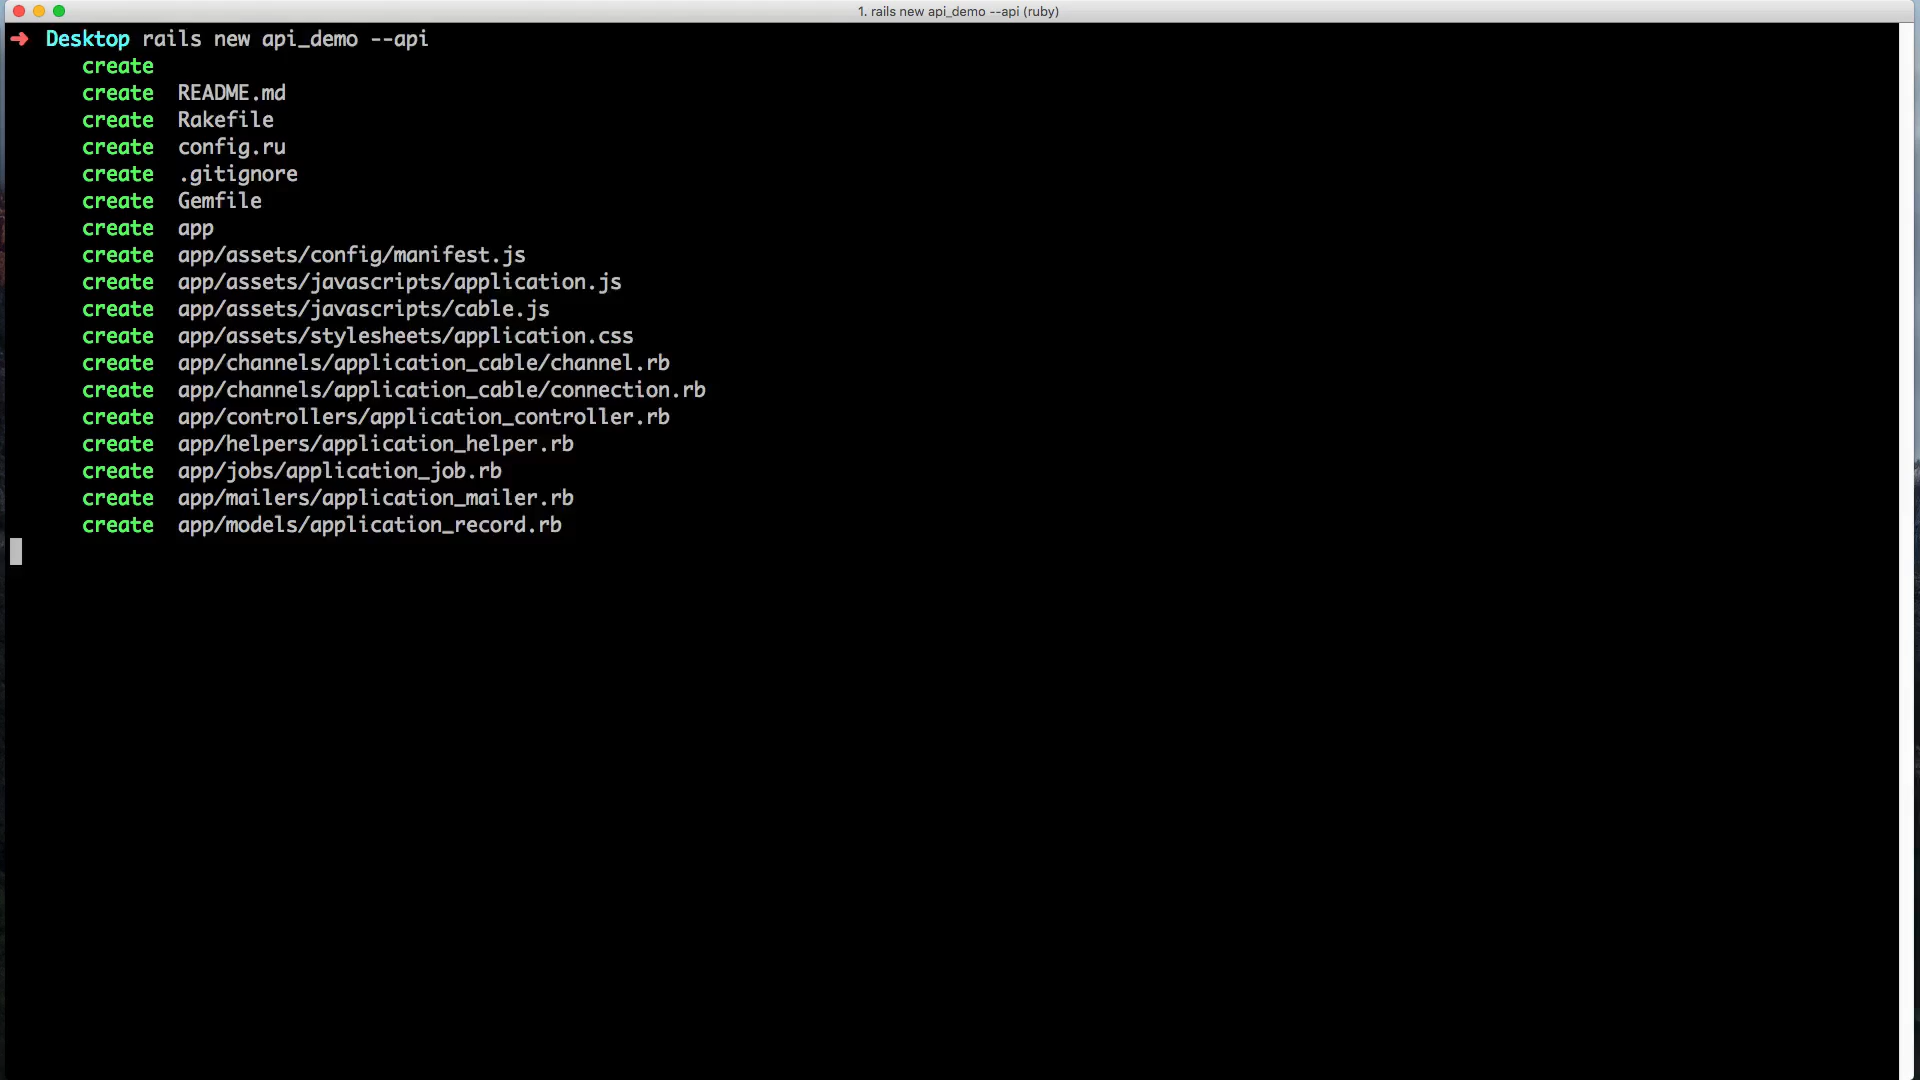 1. rails new api_demo --api (ruby)
➜ Desktop rails new api_demo --api
create
create README.md
create Rakefile
create config.ru
create .gitignore
create Gemfile
create app
create app/assets/config/manifest.js
create app/assets/javascripts/application.js
create app/assets/javascripts/cable.js
create app/assets/stylesheets/application.css
create app/channels/application_cable/channel.rb
create app/channels/application_cable/connection.rb
create app/controllers/application_controller.rb
create app/helpers/application_helper.rb
create app/jobs/application_job.rb
create app/mailers/application_mailer.rb
create app/models/application_record.rb